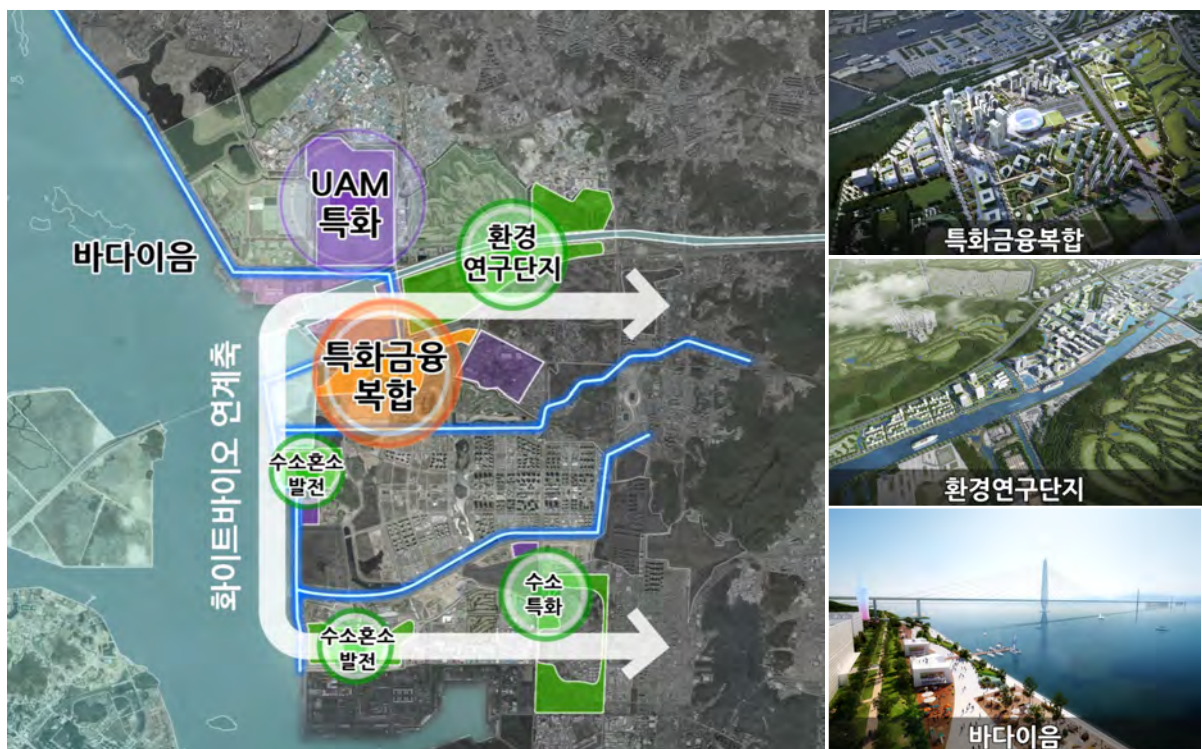 UAM
특화
환경
연구단지
바다이음
특화금융
복합
화이트바이오 연계축
수소혼소
발전
수소
특화
수소혼소
발전
특화금융복합
환경연구단지
바다이음